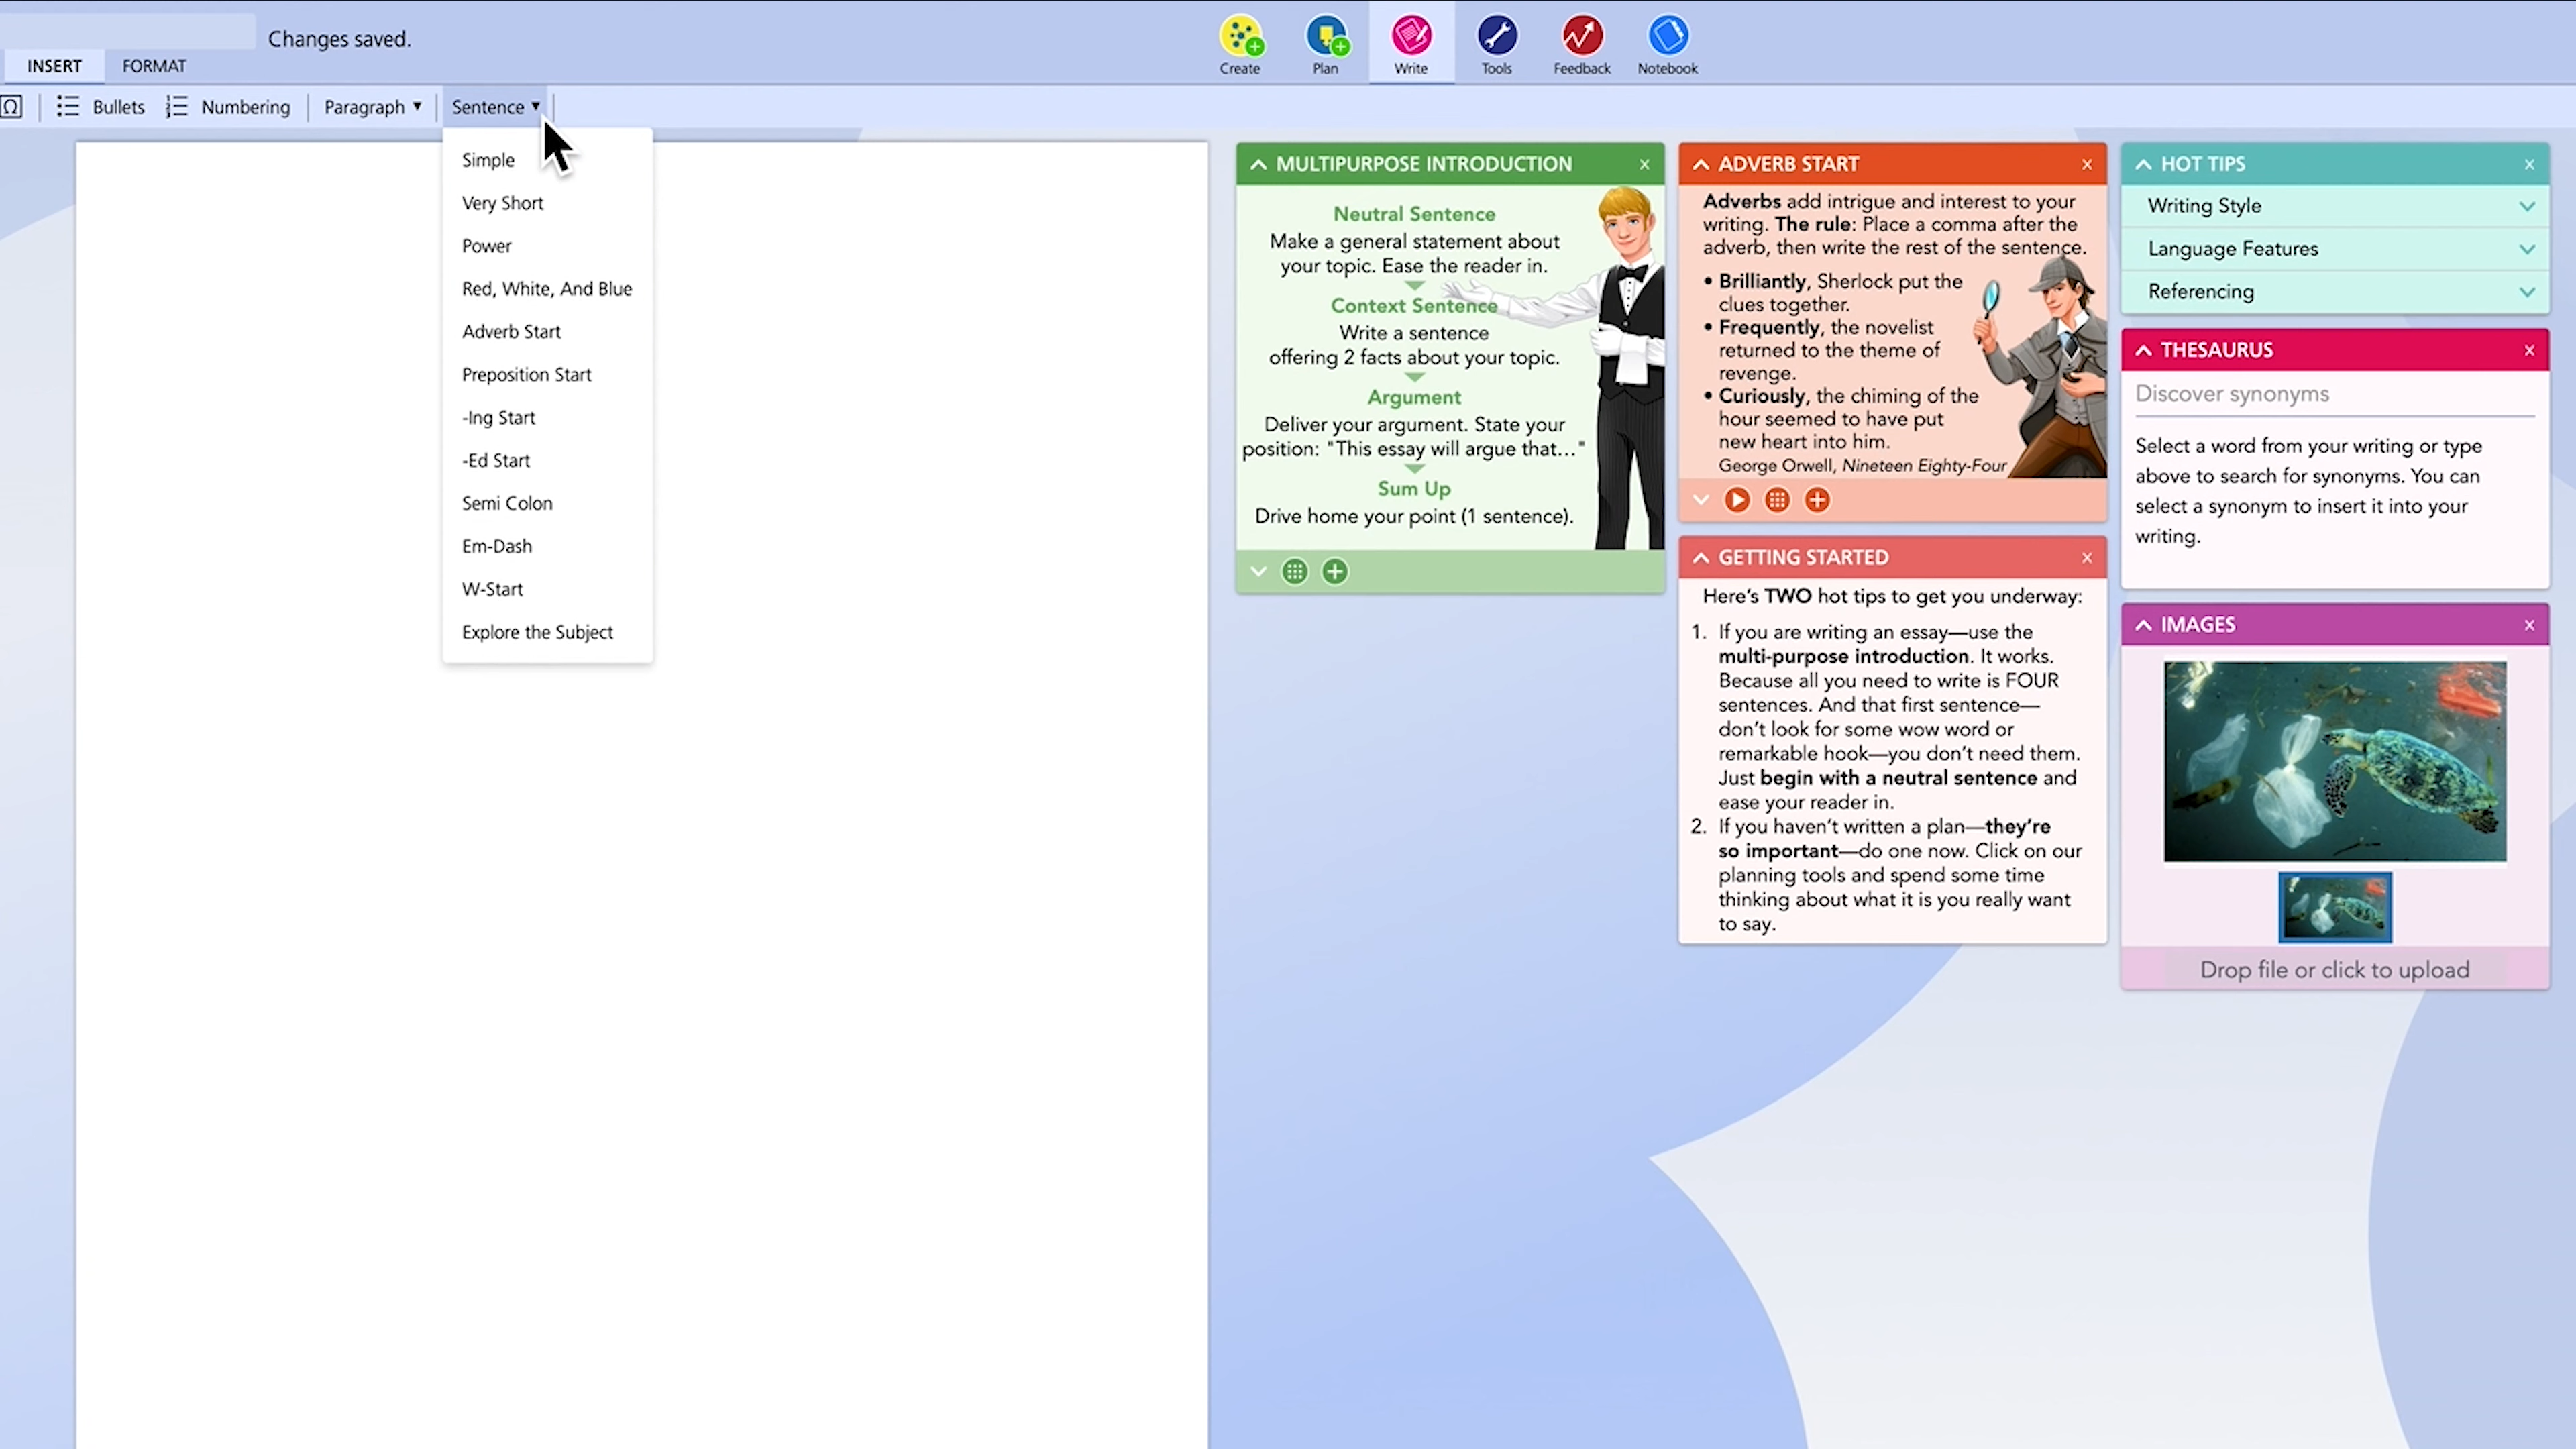 Changes saved.
INSERT FORMAT
Create Plan Write Tools Feedback Notebook
Ω Bullets Numbering Paragraph ▼ Sentence ▼
Simple
Very Short
Power
Red, White, And Blue
Adverb Start
Preposition Start
-Ing Start
-Ed Start
Semi Colon
Em-Dash
W-Start
Explore the Subject
MULTIPURPOSE INTRODUCTION
Neutral Sentence
Make a general statement about
your topic. Ease the reader in.
Context Sentence
Write a sentence
offering 2 facts about your topic.
Argument
Deliver your argument. State your
position: "This essay will argue that..."
Sum Up
Drive home your point (1 sentence).
ADVERB START
Adverbs add intrigue and interest to your
writing. The rule: Place a comma after the
adverb, then write the rest of the sentence.
• Brilliantly, Sherlock put the
clues together.
• Frequently, the novelist
returned to the theme of
revenge.
• Curiously, the chiming of the
hour seemed to have put
new heart into him.
George Orwell, Nineteen Eighty-Four
GETTING STARTED
Here's TWO hot tips to get you underway:
1. If you are writing an essay—use the
multi-purpose introduction. It works.
Because all you need to write is FOUR
sentences. And that first sentence—
don't look for some wow word or
remarkable hook—you don't need them.
Just begin with a neutral sentence and
ease your reader in.
2. If you haven't written a plan—they're
so important—do one now. Click on our
planning tools and spend some time
thinking about what it is you really want
to say.
HOT TIPS
Writing Style
Language Features
Referencing
THESAURUS
Discover synonyms
Select a word from your writing or type
above to search for synonyms. You can
select a synonym to insert it into your
writing.
IMAGES
Drop file or click to upload